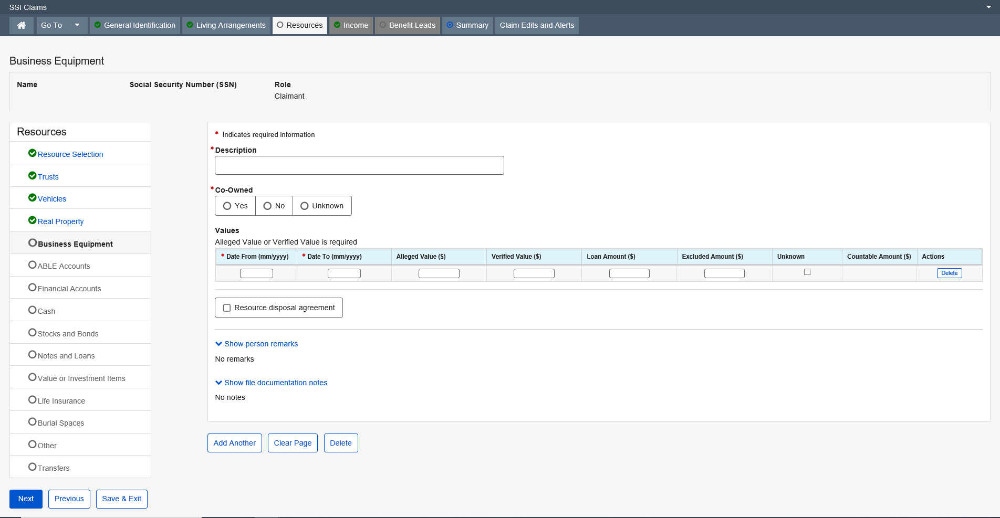 SSI Claims
Go To General Identification Living Arrangements Resources Income Benefit Leads Summary Claim Edits and Alerts
Business Equipment
Name Social Security Number (SSN) Role
Claimant
Resources
Resource Selection
Trusts
Vehicles
Real Property
Business Equipment
ABLE Accounts
Financial Accounts
Cash
Stocks and Bonds
Notes and Loans
Value or Investment Items
Life Insurance
Burial Spaces
Other
Transfers
* Indicates required information
* Description
* Co-Owned
Yes No Unknown
Values
Alleged Value or Verified Value is required
* Date From (mm/yyyy) * Date To (mm/yyyy) Alleged Value ($) Verified Value ($) Loan Amount ($) Excluded Amount ($) Unknown Countable Amount ($) Actions
Delete
Resource disposal agreement
Show person remarks
No remarks
Show file documentation notes
No notes
Add Another Clear Page Delete
Next Previous Save & Exit